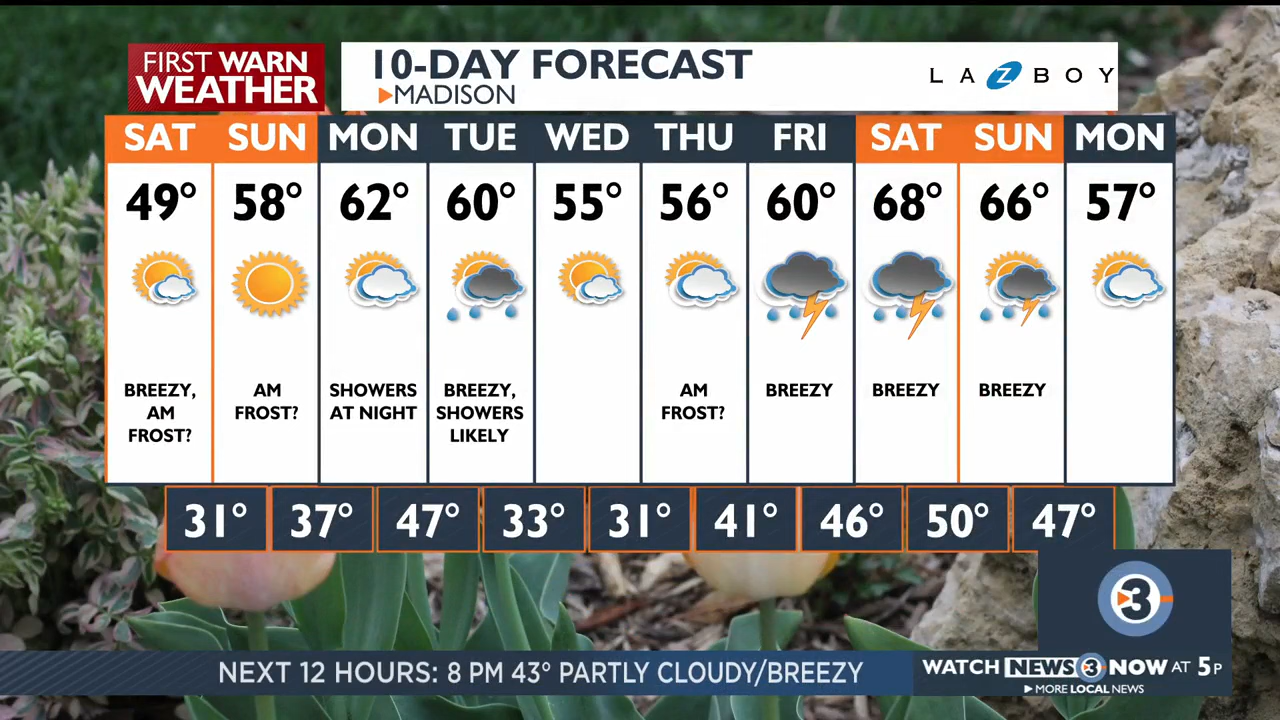 FIRST WARN
WEATHER
10-DAY FORECAST
MADISON
LA Z BOY
SAT SUN MON TUE WED THU FRI SAT SUN MON
49° 58° 62° 60° 55° 56° 60° 68° 66° 57°
BREEZY,
AM
FROST?
AM
FROST?
SHOWERS
AT NIGHT
BREEZY,
SHOWERS
LIKELY
AM
FROST?
BREEZY
BREEZY
BREEZY
31° 37° 47° 33° 31° 41° 46° 50° 47°
3
NEXT 12 HOURS: 8 PM 43° PARTLY CLOUDY/BREEZY
WATCH NEWS 3 NOW AT 5P
MORE LOCAL NEWS